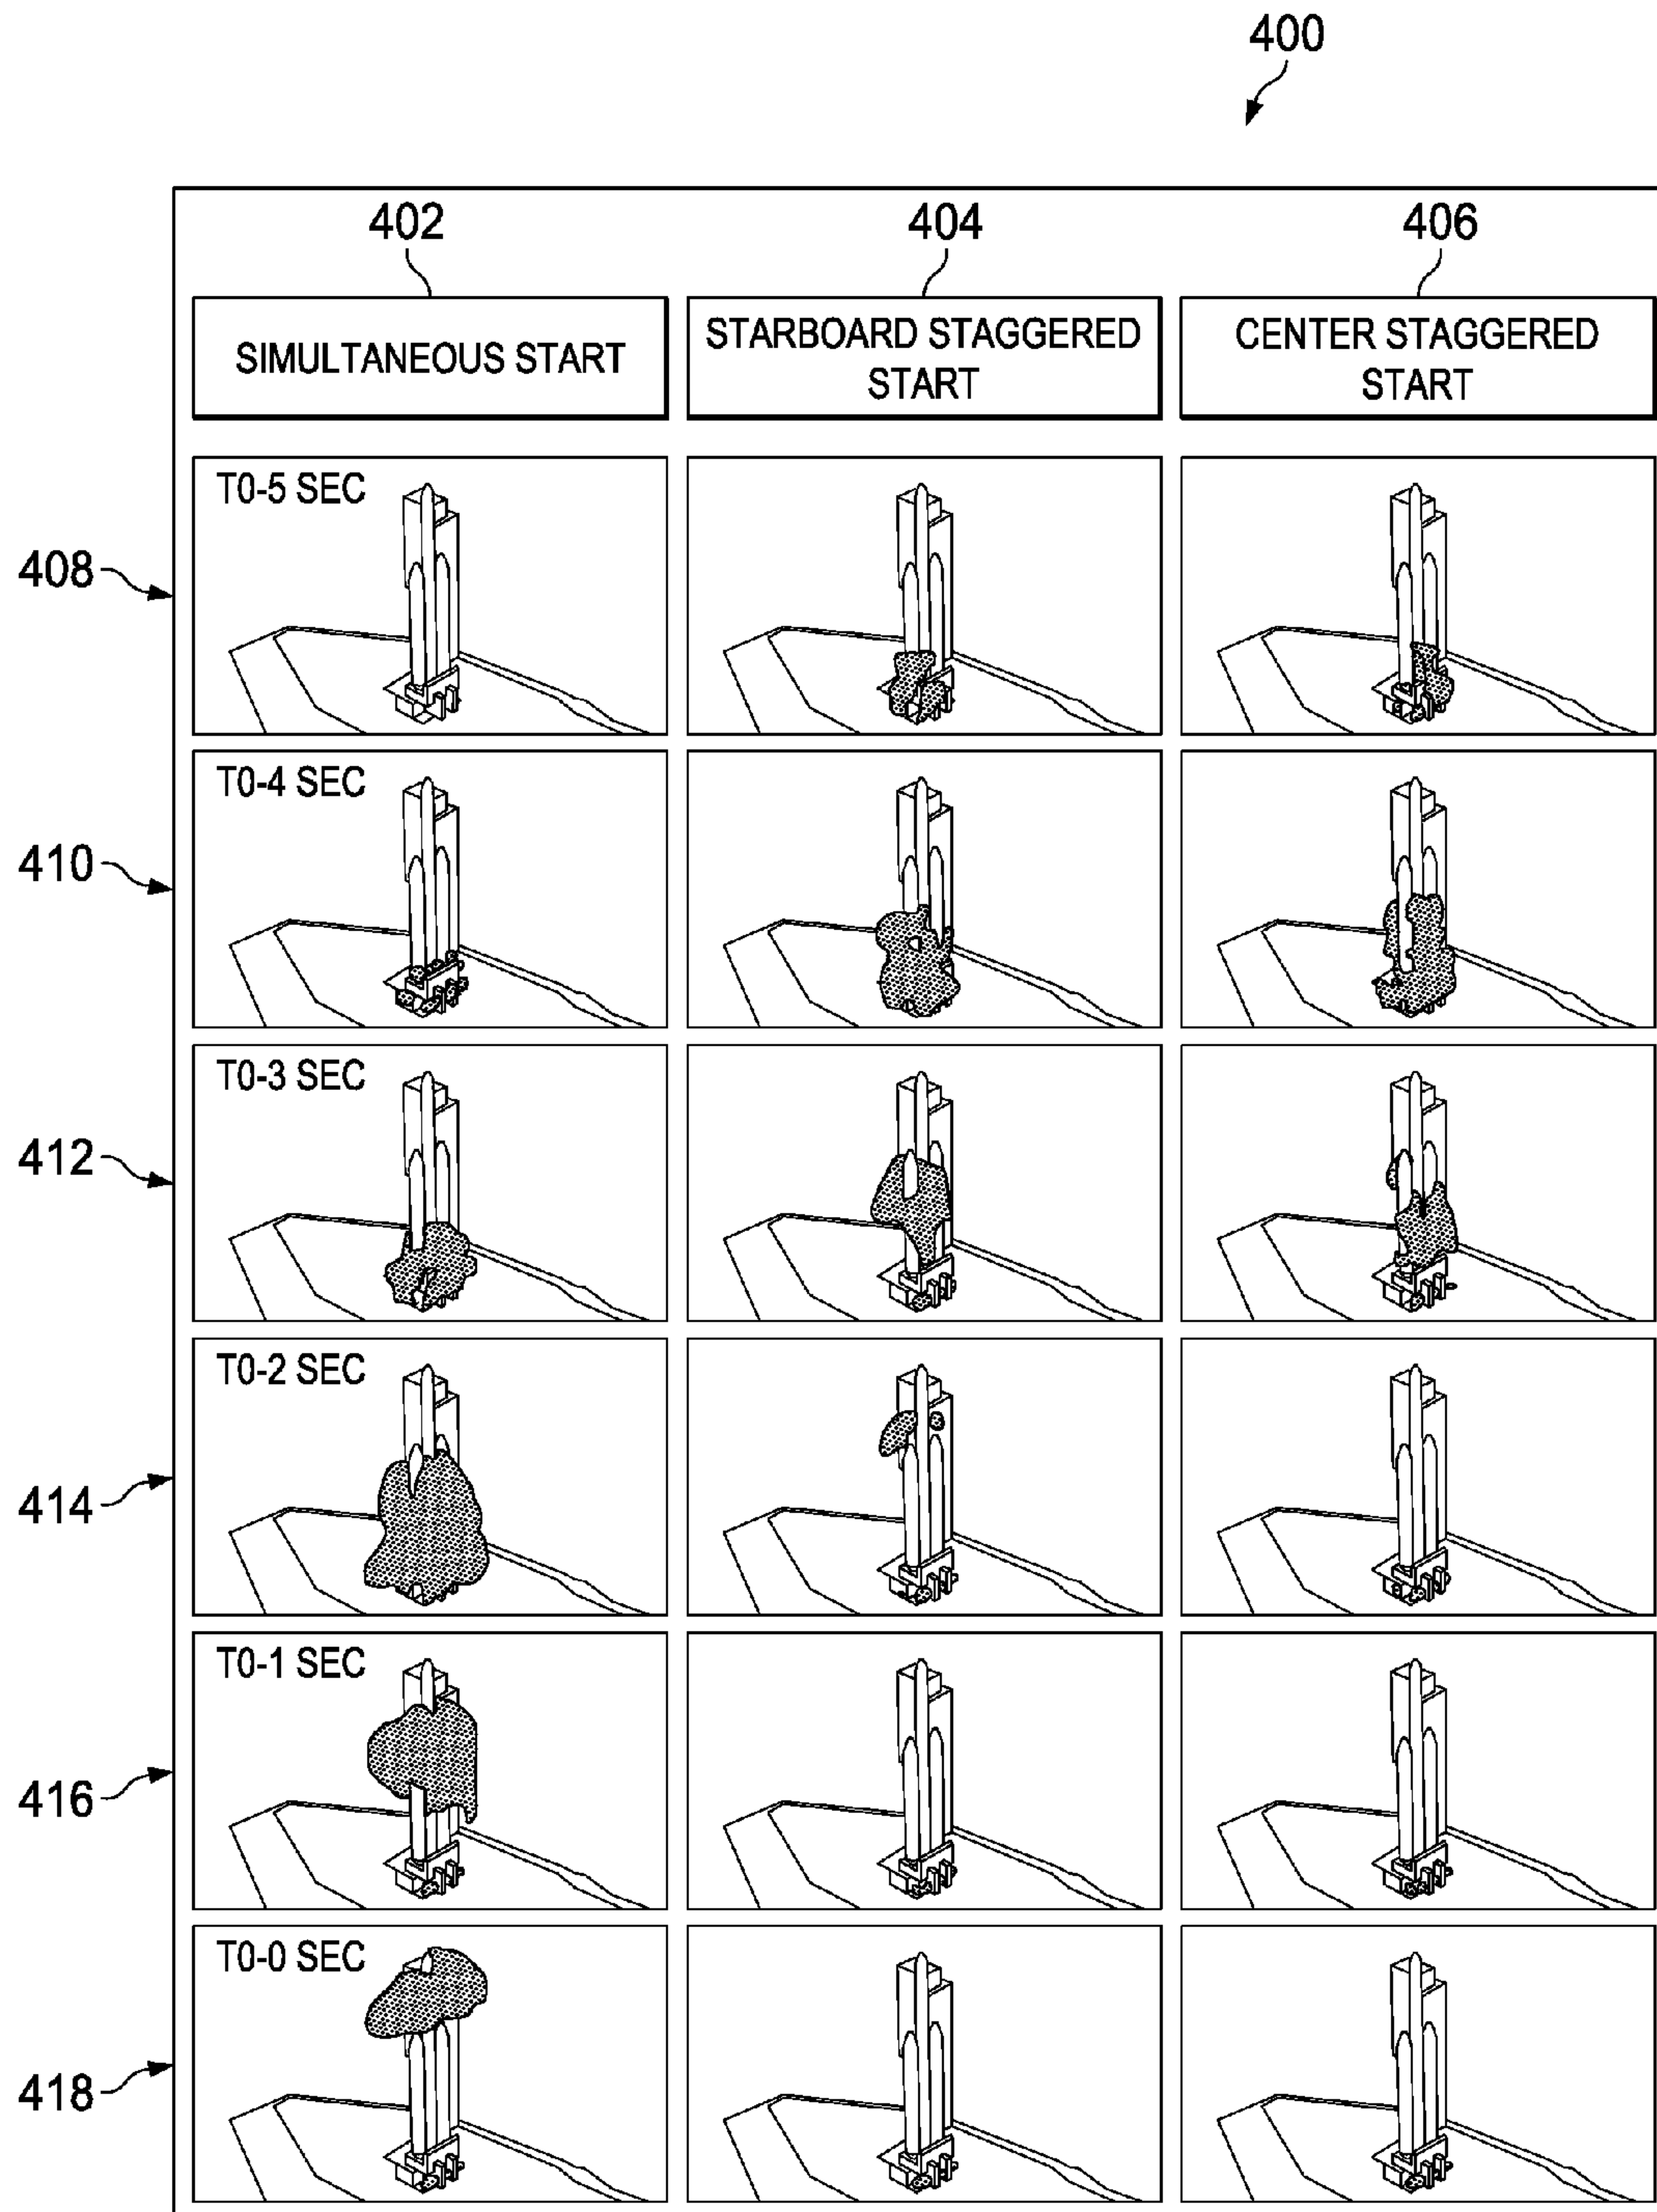 400
402
404
406
SIMULTANEOUS START
STARBOARD STAGGERED
START
CENTER STAGGERED
START
T0-5 SEC
408
T0-4 SEC
410
T0-3 SEC
412
T0-2 SEC
414
T0-1 SEC
416
T0-0 SEC
418